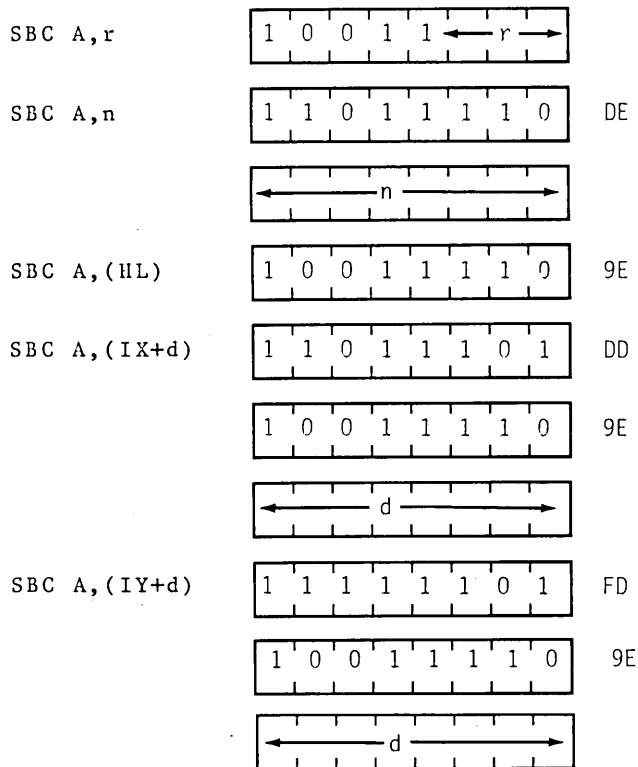 SBC A,r 1 0 0 1 1 r
SBC A,n 1 1 0 1 1 1 1 0 DE
n
SBC A,(HL) 1 0 0 1 1 1 1 0 9E
SBC A,(IX+d) 1 1 0 1 1 1 0 1 DD
1 0 0 1 1 1 1 0 9E
d
SBC A,(IY+d) 1 1 1 1 1 1 0 1 FD
1 0 0 1 1 1 1 0 9E
d